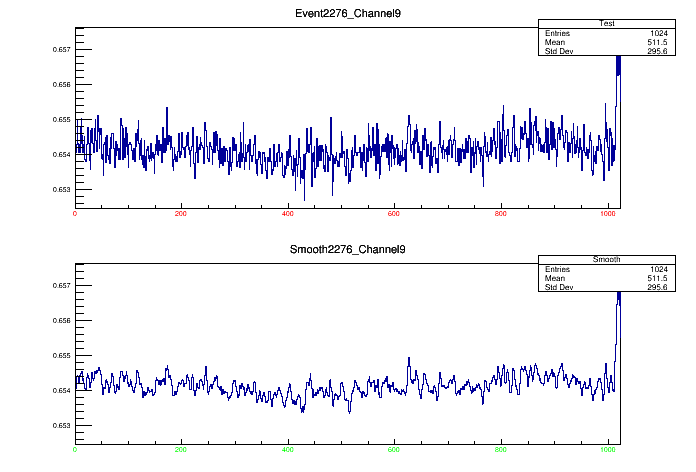 Event2276_Channel9
Test
Entries 1024
Mean 511.5
Std Dev 295.6
0.657
0.656
0.655
0.654
0.653
0 200 400 600 800 1000
Smooth2276_Channel9
Smooth
Entries 1024
Mean 511.5
Std Dev 295.6
0.657
0.656
0.655
0.654
0.653
0 200 400 600 800 1000